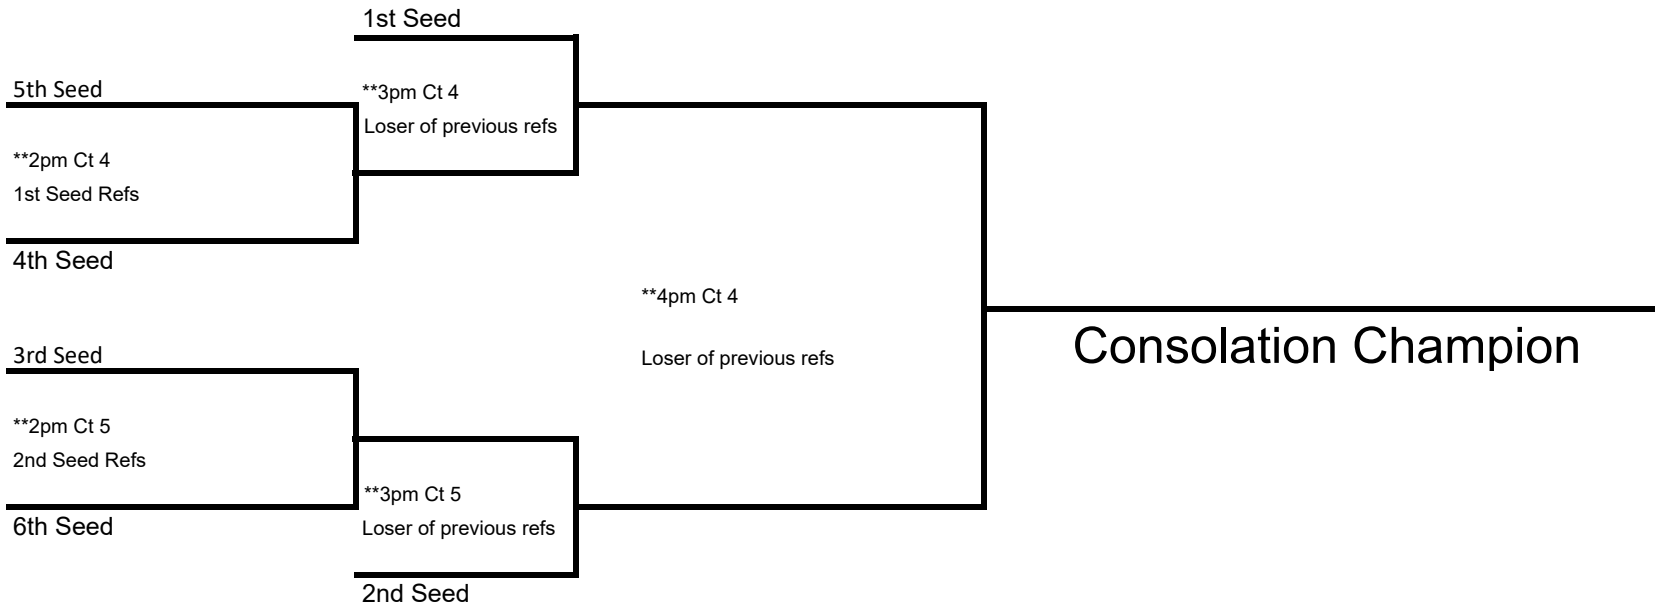 1st Seed
5th Seed
**3pm Ct 4
Loser of previous refs
**2pm Ct 4
1st Seed Refs
4th Seed
**4pm Ct 4
Loser of previous refs
Consolation Champion
3rd Seed
**2pm Ct 5
2nd Seed Refs
**3pm Ct 5
Loser of previous refs
6th Seed
2nd Seed